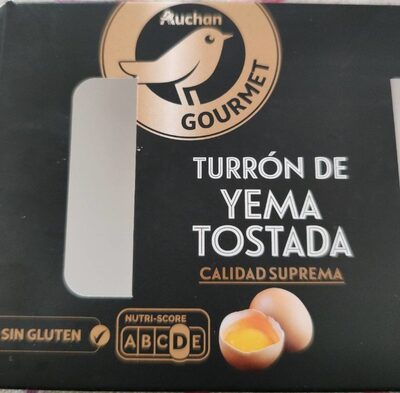 Auchan
GOURMET
TURRÓN DE
YEMA
TOSTADA
CALIDAD SUPREMA
SIN GLUTEN
NUTRI-SCORE
ABCDE